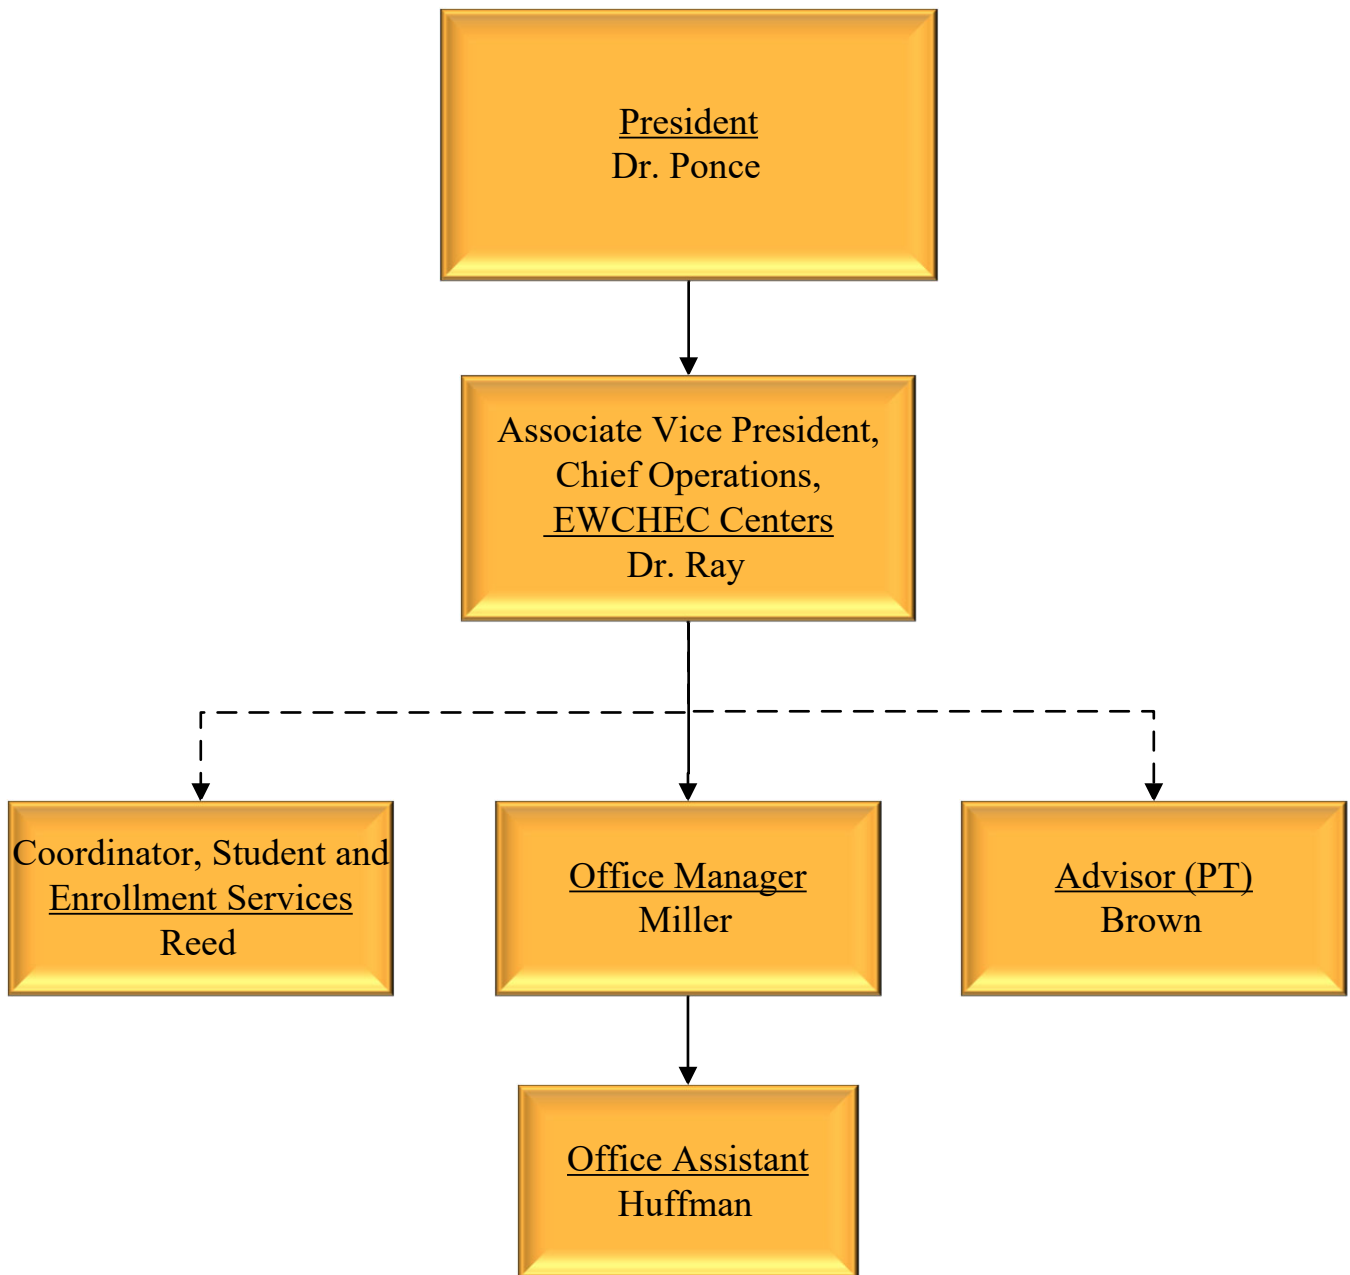 President
Dr. Ponce
Associate Vice President,
Chief Operations,
EWCHEC Centers
Dr. Ray
Coordinator, Student and
Enrollment Services
Reed
Office Manager
Miller
Advisor (PT)
Brown
Office Assistant
Huffman